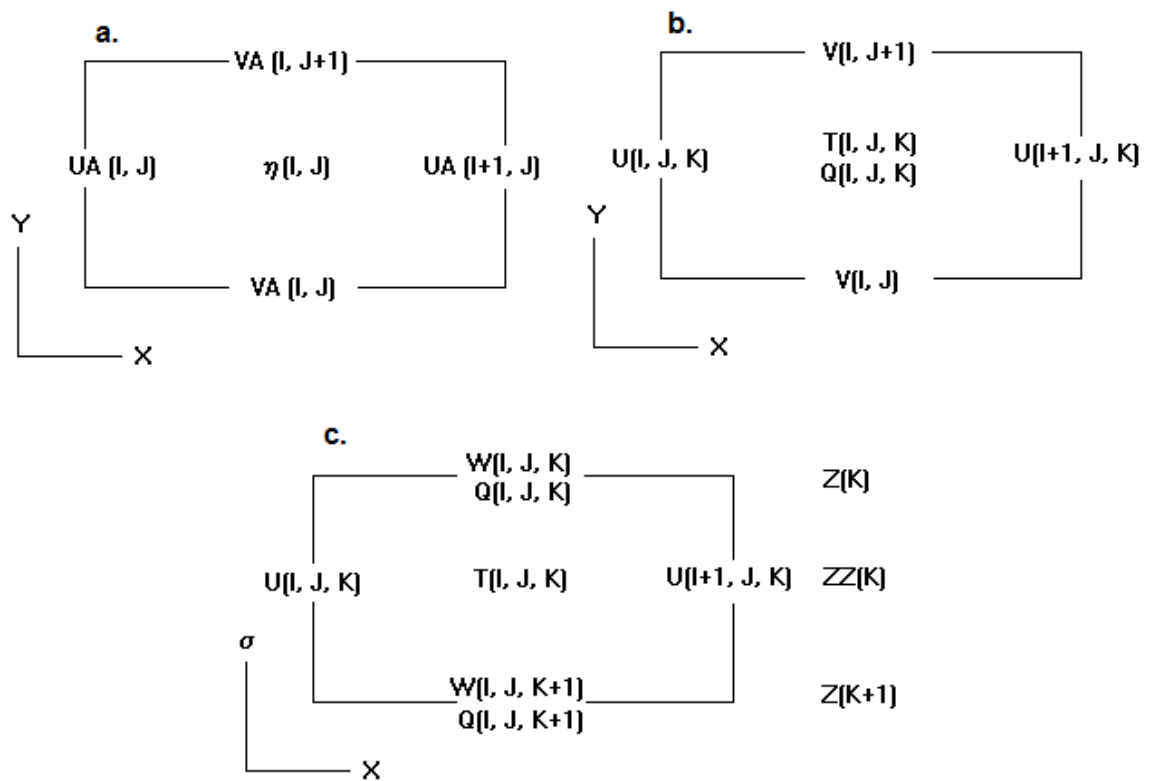 a.
VA (I, J+1)
UA (I, J) η(I, J) UA (I+1, J)
Y
VA (I, J)
X
b.
V(I, J+1)
T(I, J, K)
U(I, J, K) U(I+1, J, K)
Q(I, J, K)
Y
V(I, J)
X
c.
W(I, J, K) Z(K)
Q(I, J, K)
U(I, J, K) T(I, J, K) U(I+1, J, K) ZZ(K)
σ
W(I, J, K+1) Z(K+1)
Q(I, J, K+1)
X